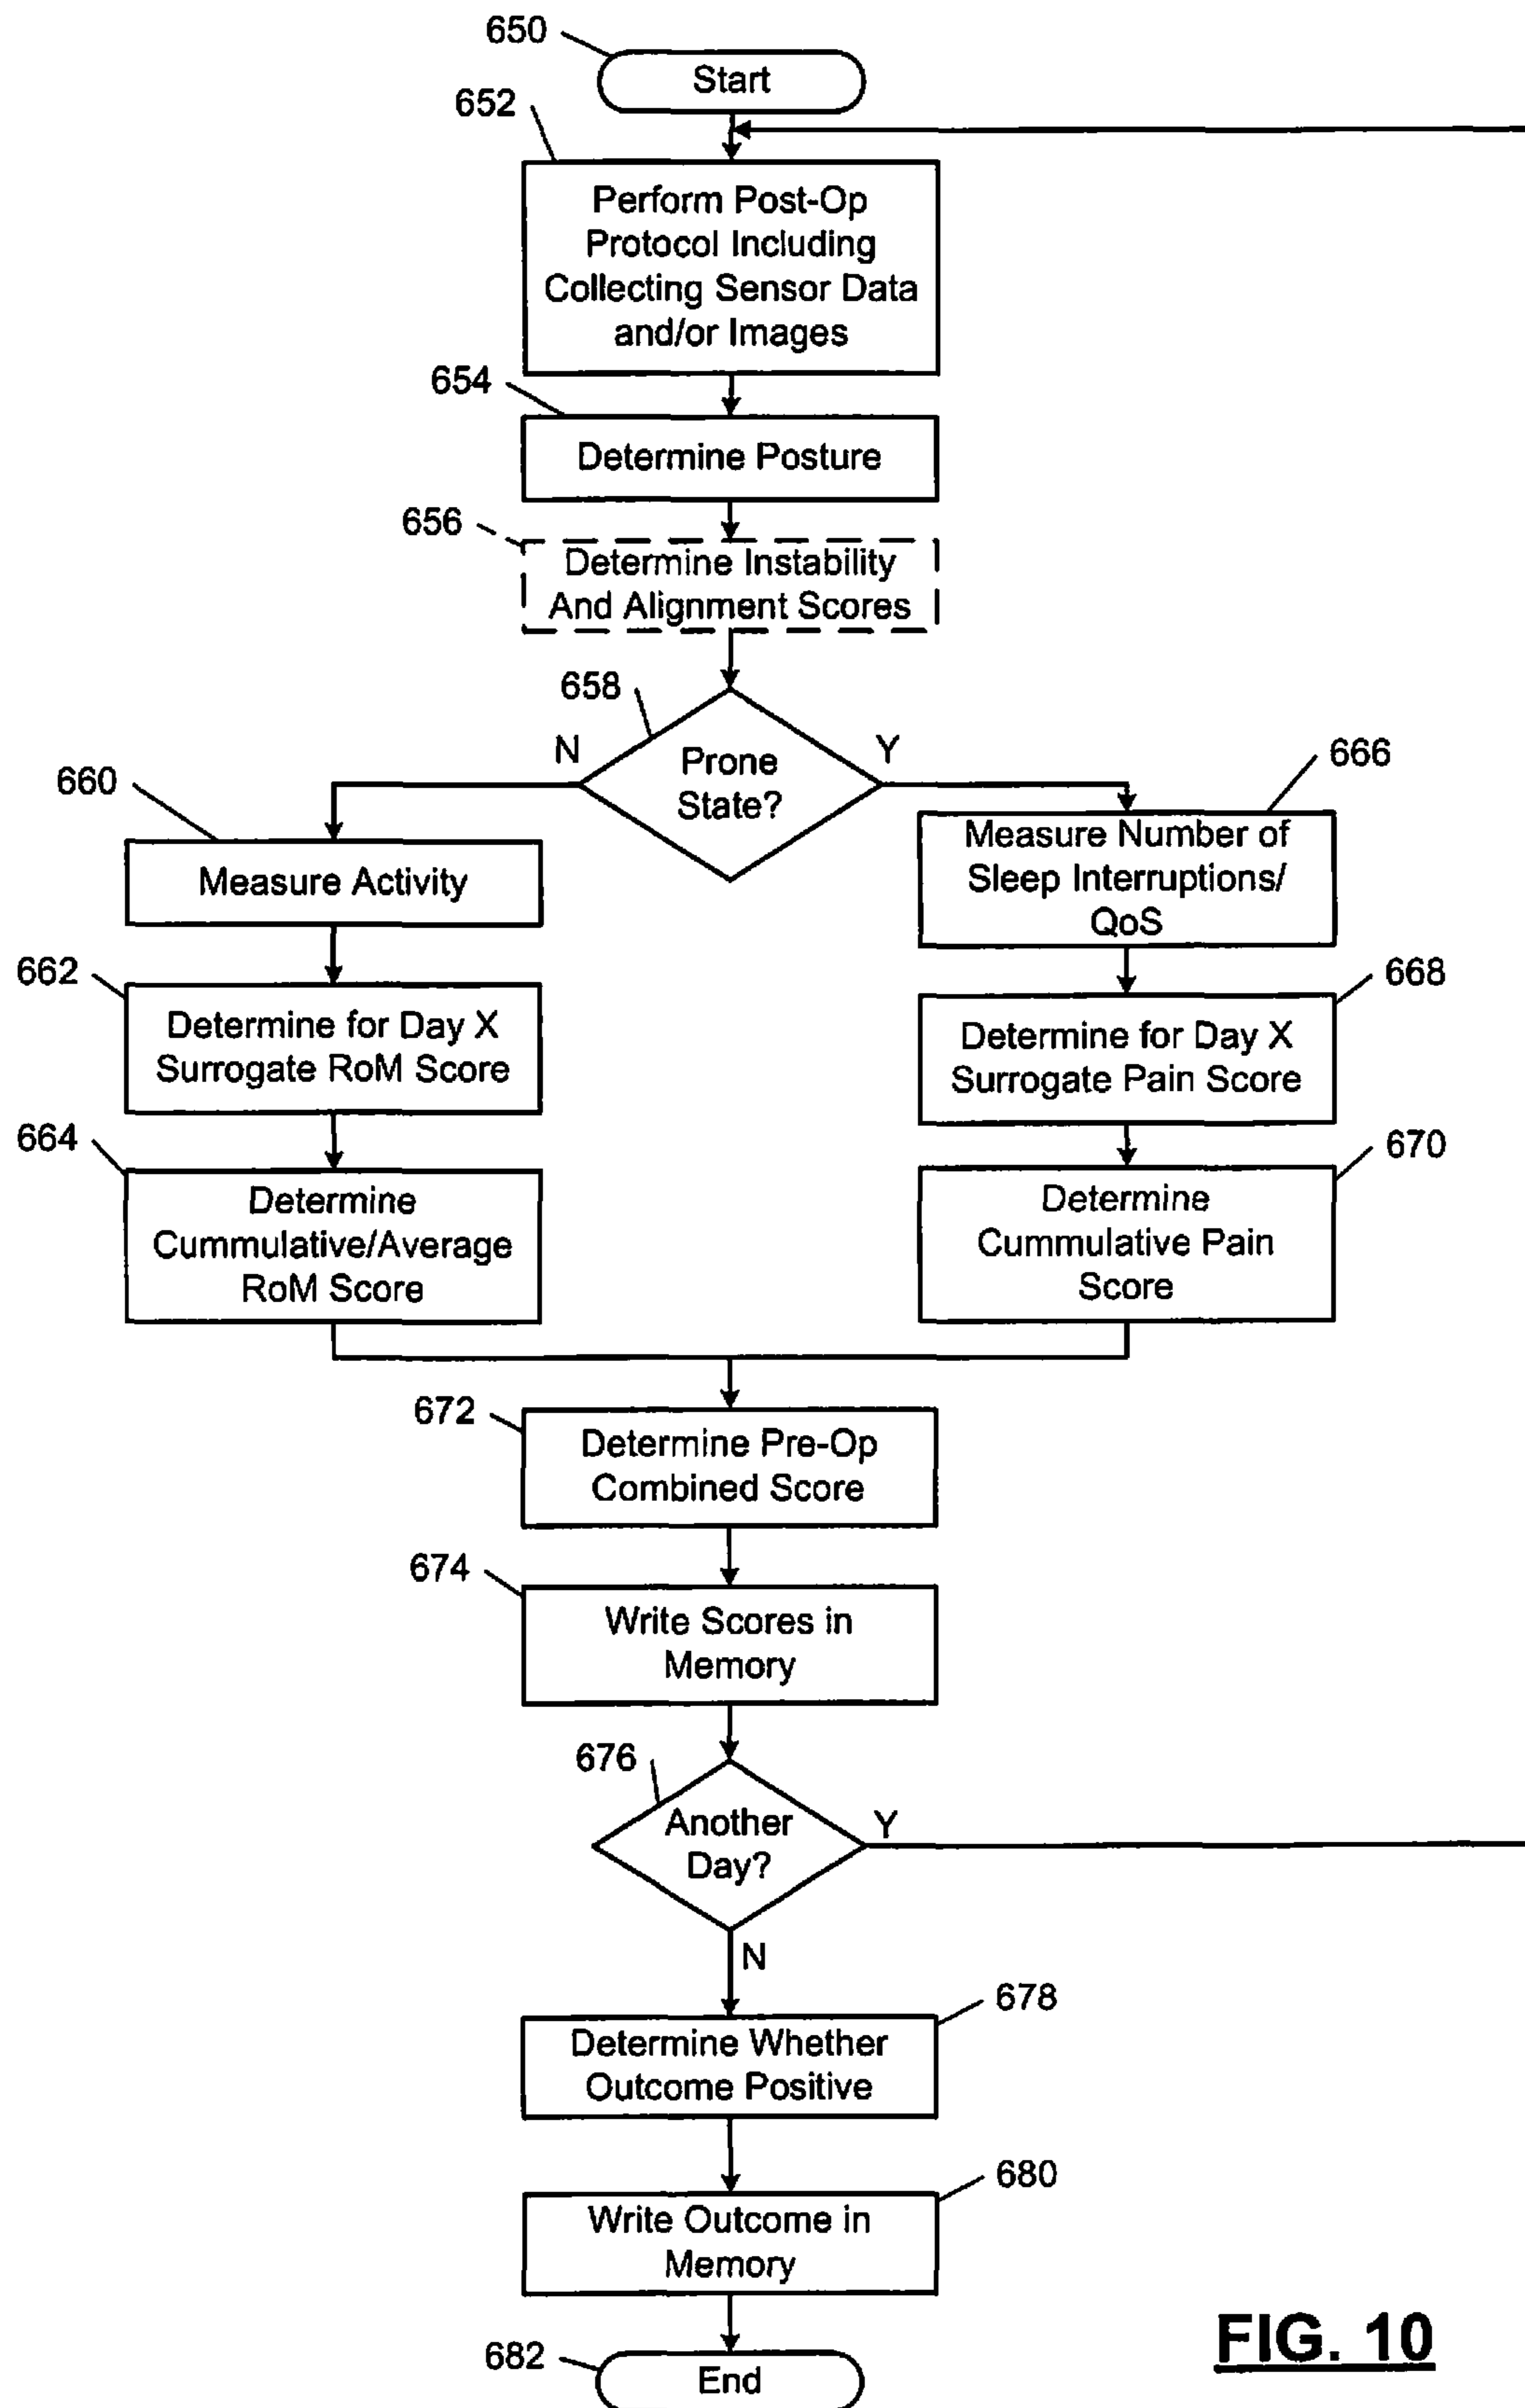 650
Start
652
Perform Post-Op
Protocol Including
Collecting Sensor Data
and/or Images
654
Determine Posture
656
Determine Instability
And Alignment Scores
658
N
Y
Prone
State?
660
Measure Activity
666
Measure Number of
Sleep Interruptions/
QoS
662
Determine for Day X
Surrogate RoM Score
668
Determine for Day X
Surrogate Pain Score
664
Determine
Cummulative/Average
RoM Score
670
Determine
Cummulative Pain
Score
672
Determine Pre-Op
Combined Score
674
Write Scores in
Memory
676
Another
Day?
Y
N
678
Determine Whether
Outcome Positive
680
Write Outcome in
Memory
682
End
FIG. 10